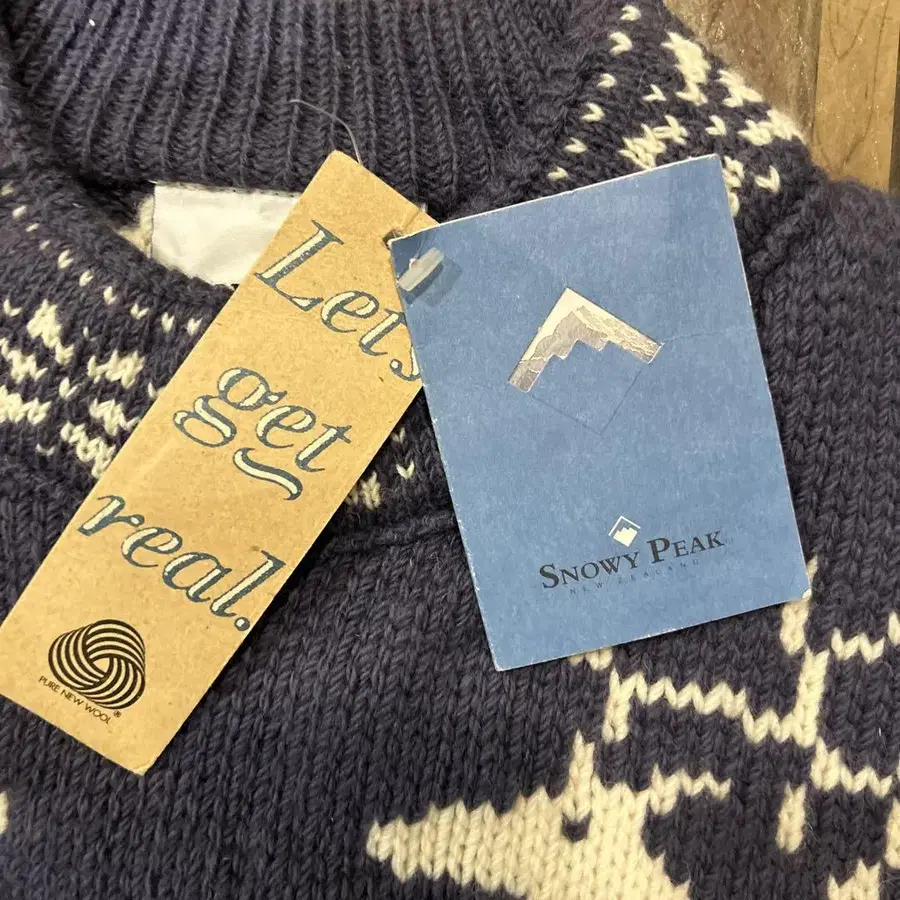 Let's
get
real.
PURE NEW WOOL®
SNOWY PEAK
NEW ZEALAND